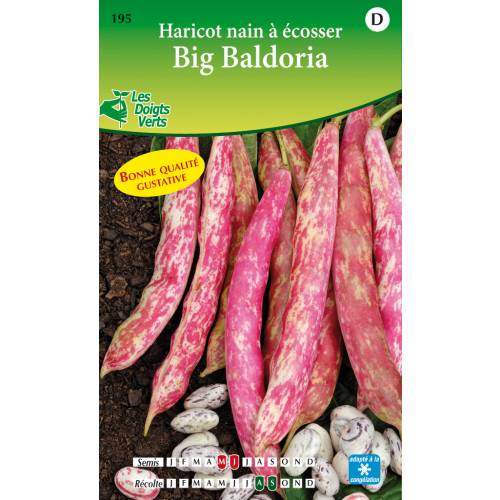 195
Haricot nain à écosser
D
Big Baldoria
Les
Doigts
Verts
BONNE QUALITÉ
GUSTATIVE
Semis J F M A M J J A S O N D
Récolte J F M A M J J A S O N D
adapté à la
congélation